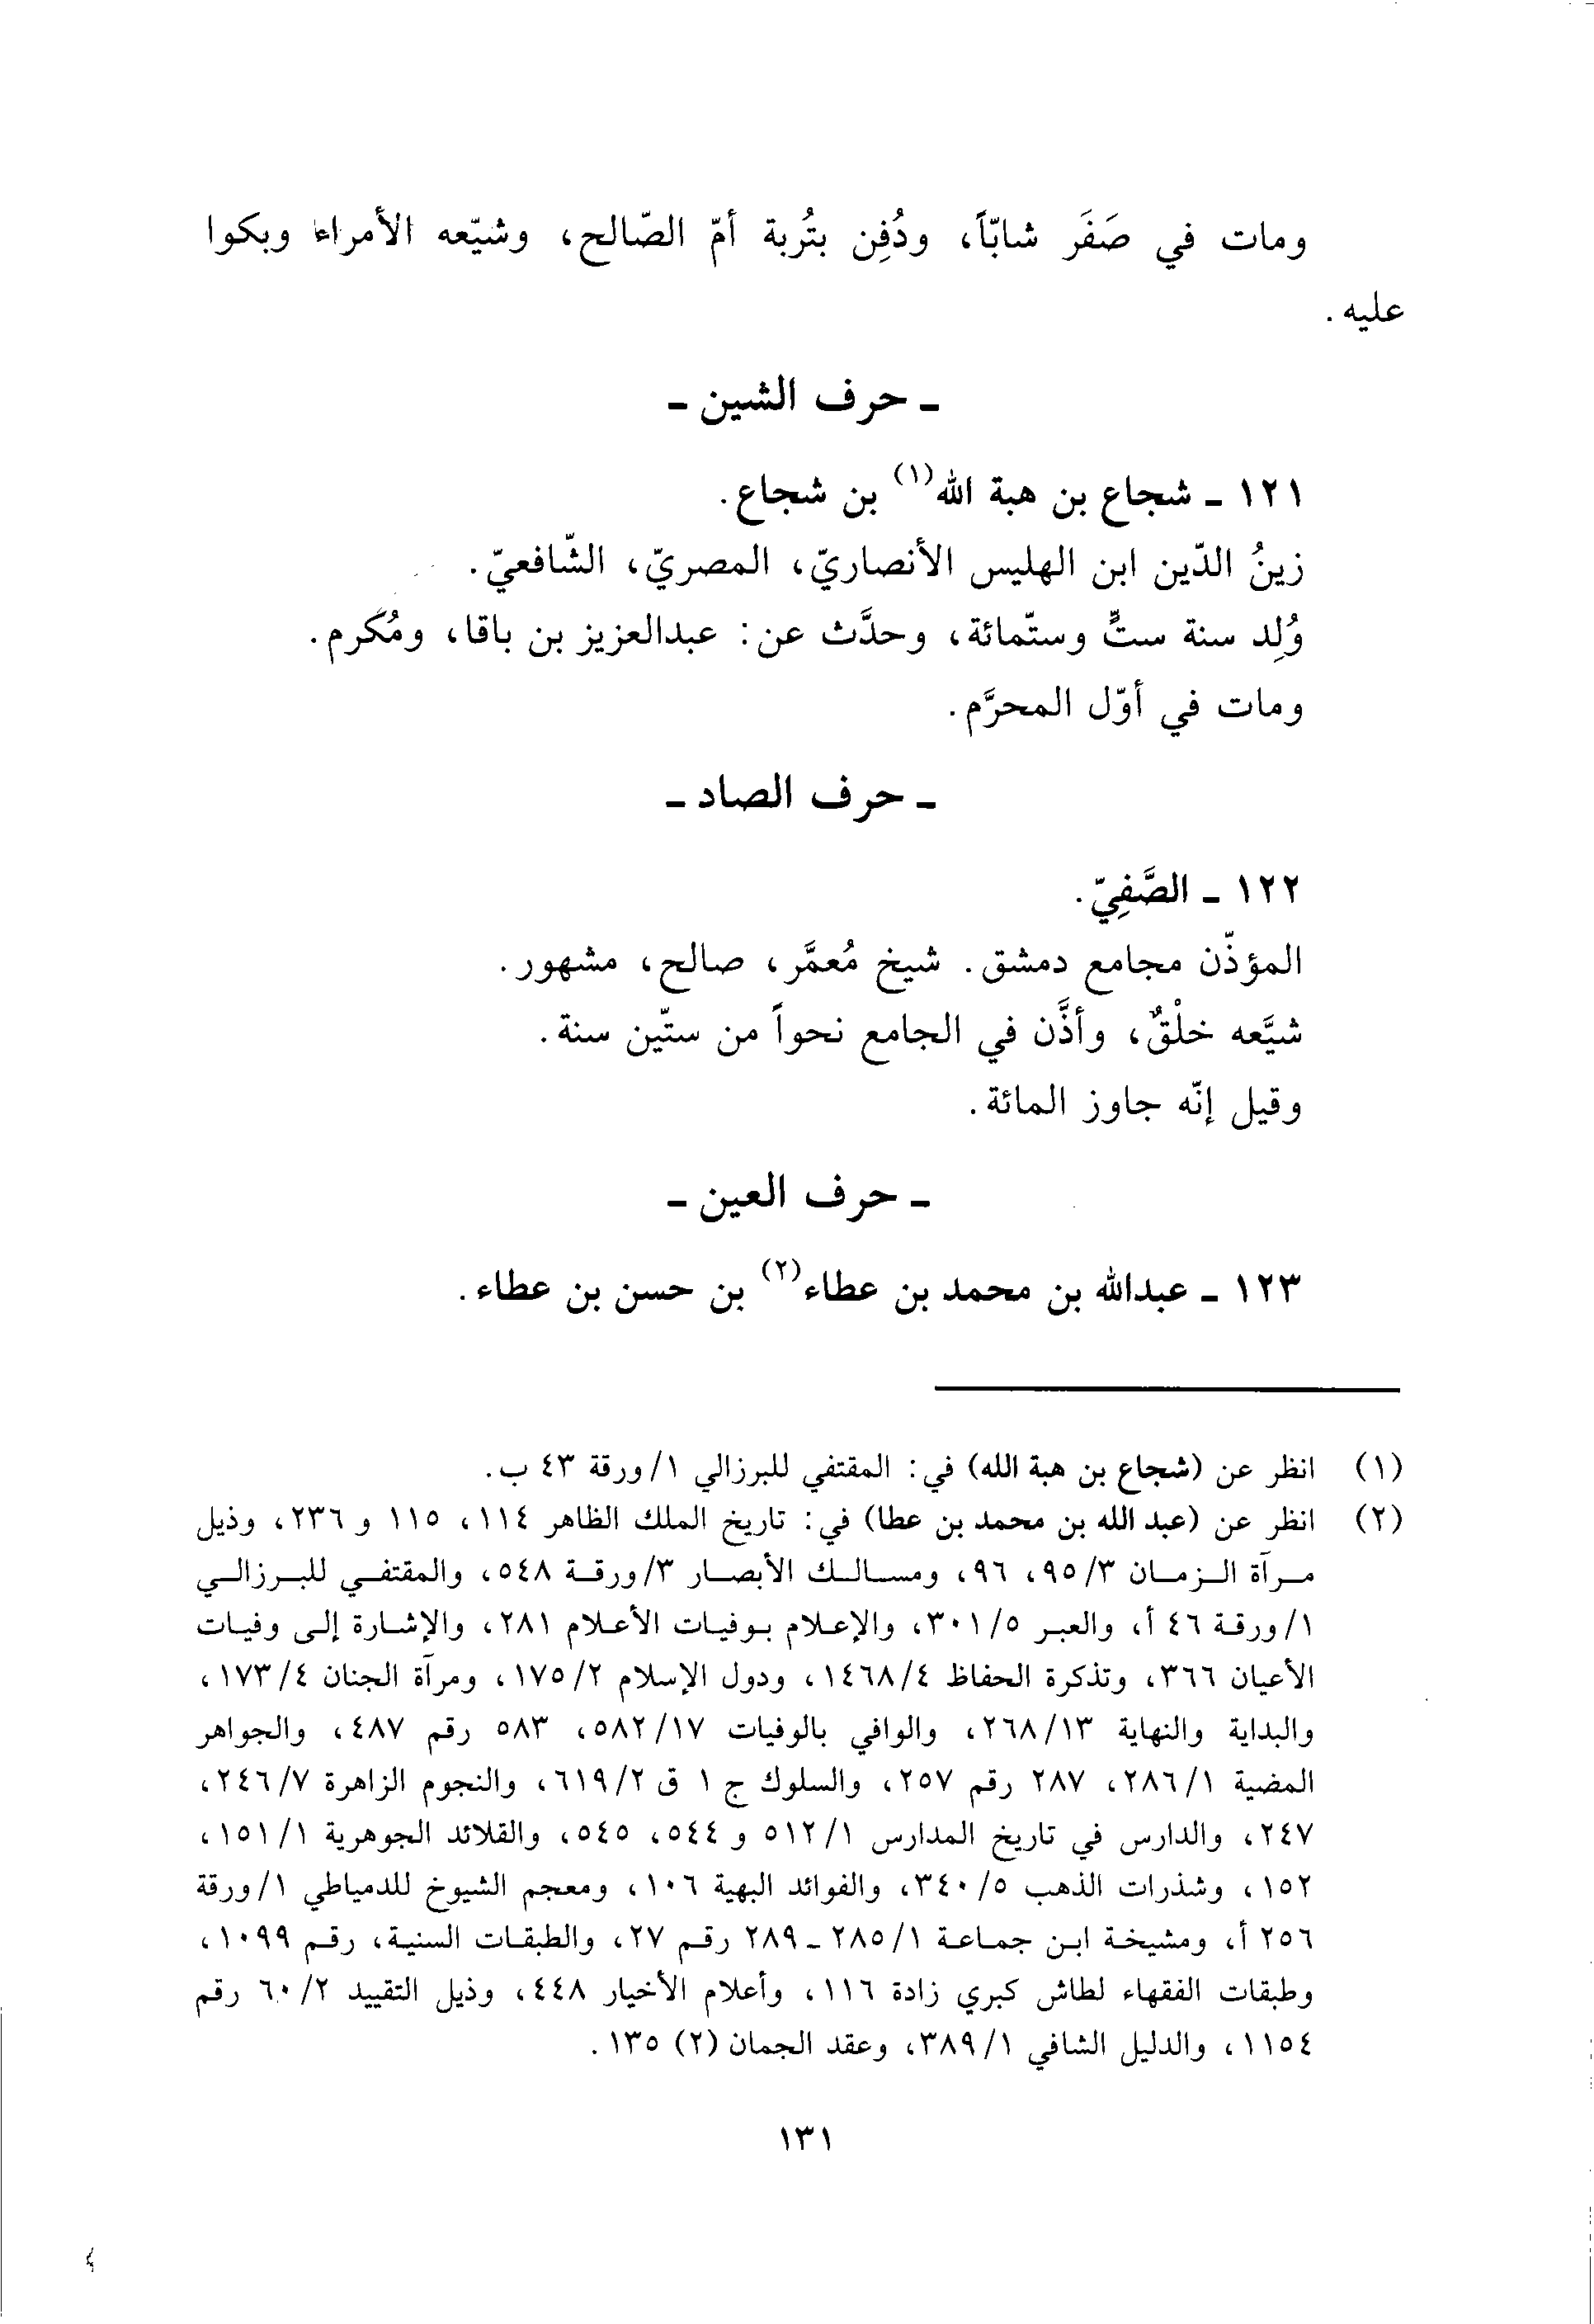 ومات في صَفَر شابّاً، ودُفِن بتُربة أمّ الصّالح، وشيّعه الأمراء وبكوا
عليه.
ـ حرف الشين ـ
١٢١ ـ شجاع بن هبة الله(١) بن شجاع.
زينُ الدّين ابن الهليس الأنصاريّ، المصريّ، الشّافعيّ.
وُلِد سنة ستٍّ وستّمائة، وحدَّث عن: عبدالعزيز بن باقا، ومُكَرم.
ومات في أوّل المحرَّم.
ـ حرف الصاد ـ
١٢٢ ـ الصَّفِيّ.
المؤذّن مجامع دمشق. شيخ مُعمَّر، صالح، مشهور.
شيَّعه خلْقٌ، وأذَّن في الجامع نحواً من ستّين سنة.
وقيل إنّه جاوز المائة.
ـ حرف العين ـ
١٢٣ ـ عبدالله بن محمد بن عطاء(٢) بن حسن بن عطاء.
(١) انظر عن (شجاع بن هبة الله) في: المقتفي للبرزالي ١/ورقة ٤٣ ب.
(٢) انظر عن (عبد الله بن محمد بن عطا) في: تاريخ الملك الظاهر ١١٤، ١١٥ و ٢٣٦، وذيل
مرآة الزمان ٣/٩٥، ٩٦، ومسالك الأبصار ٣/ورقة ٥٤٨، والمقتفي للبرزالي
١/ورقة ٤٦ أ، والعبر ٥/٣٠١، والإعلام بوفيات الأعلام ٢٨١، والإشارة إلى وفيات
الأعيان ٣٦٦، وتذكرة الحفاظ ٤/١٤٦٨، ودول الإسلام ٢/١٧٥، ومرآة الجنان ٤/١٧٣،
والبداية والنهاية ١٣/٢٦٨، والوافي بالوفيات ١٧/٥٨٢، ٥٨٣ رقم ٤٨٧، والجواهر
المضية ١/٢٨٦، ٢٨٧ رقم ٢٥٧، والسلوك ج ١ ق ٢/٦١٩، والنجوم الزاهرة ٧/٢٤٦،
٢٤٧، والدارس في تاريخ المدارس ١/٥١٢ و ٥٤٤، ٥٤٥، والقلائد الجوهرية ١/١٥١،
١٥٢، وشذرات الذهب ٥/٣٤٠، والفوائد البهية ١٠٦، ومعجم الشيوخ للدمياطي ١/ورقة
٢٥٦ أ، ومشيخة ابن جماعة ١/٢٨٥ ـ ٢٨٩ رقم ٢٧، والطبقات السنية، رقم ١٠٩٩،
وطبقات الفقهاء لطاش كبري زادة ١١٦، وأعلام الأخيار ٤٤٨، وذيل التقييد ٢/٦٠ رقم
١١٥٤، والدليل الشافي ١/٣٨٩، وعقد الجمان (٢) ١٣٥.
١٣١